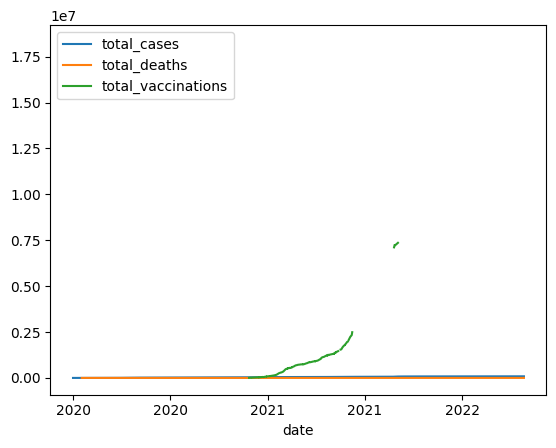 1e7
total_cases
total_deaths
total_vaccinations
1.75
1.50
1.25
1.00
0.75
0.50
0.25
0.00
2020 2020 2021 2021 2022
date